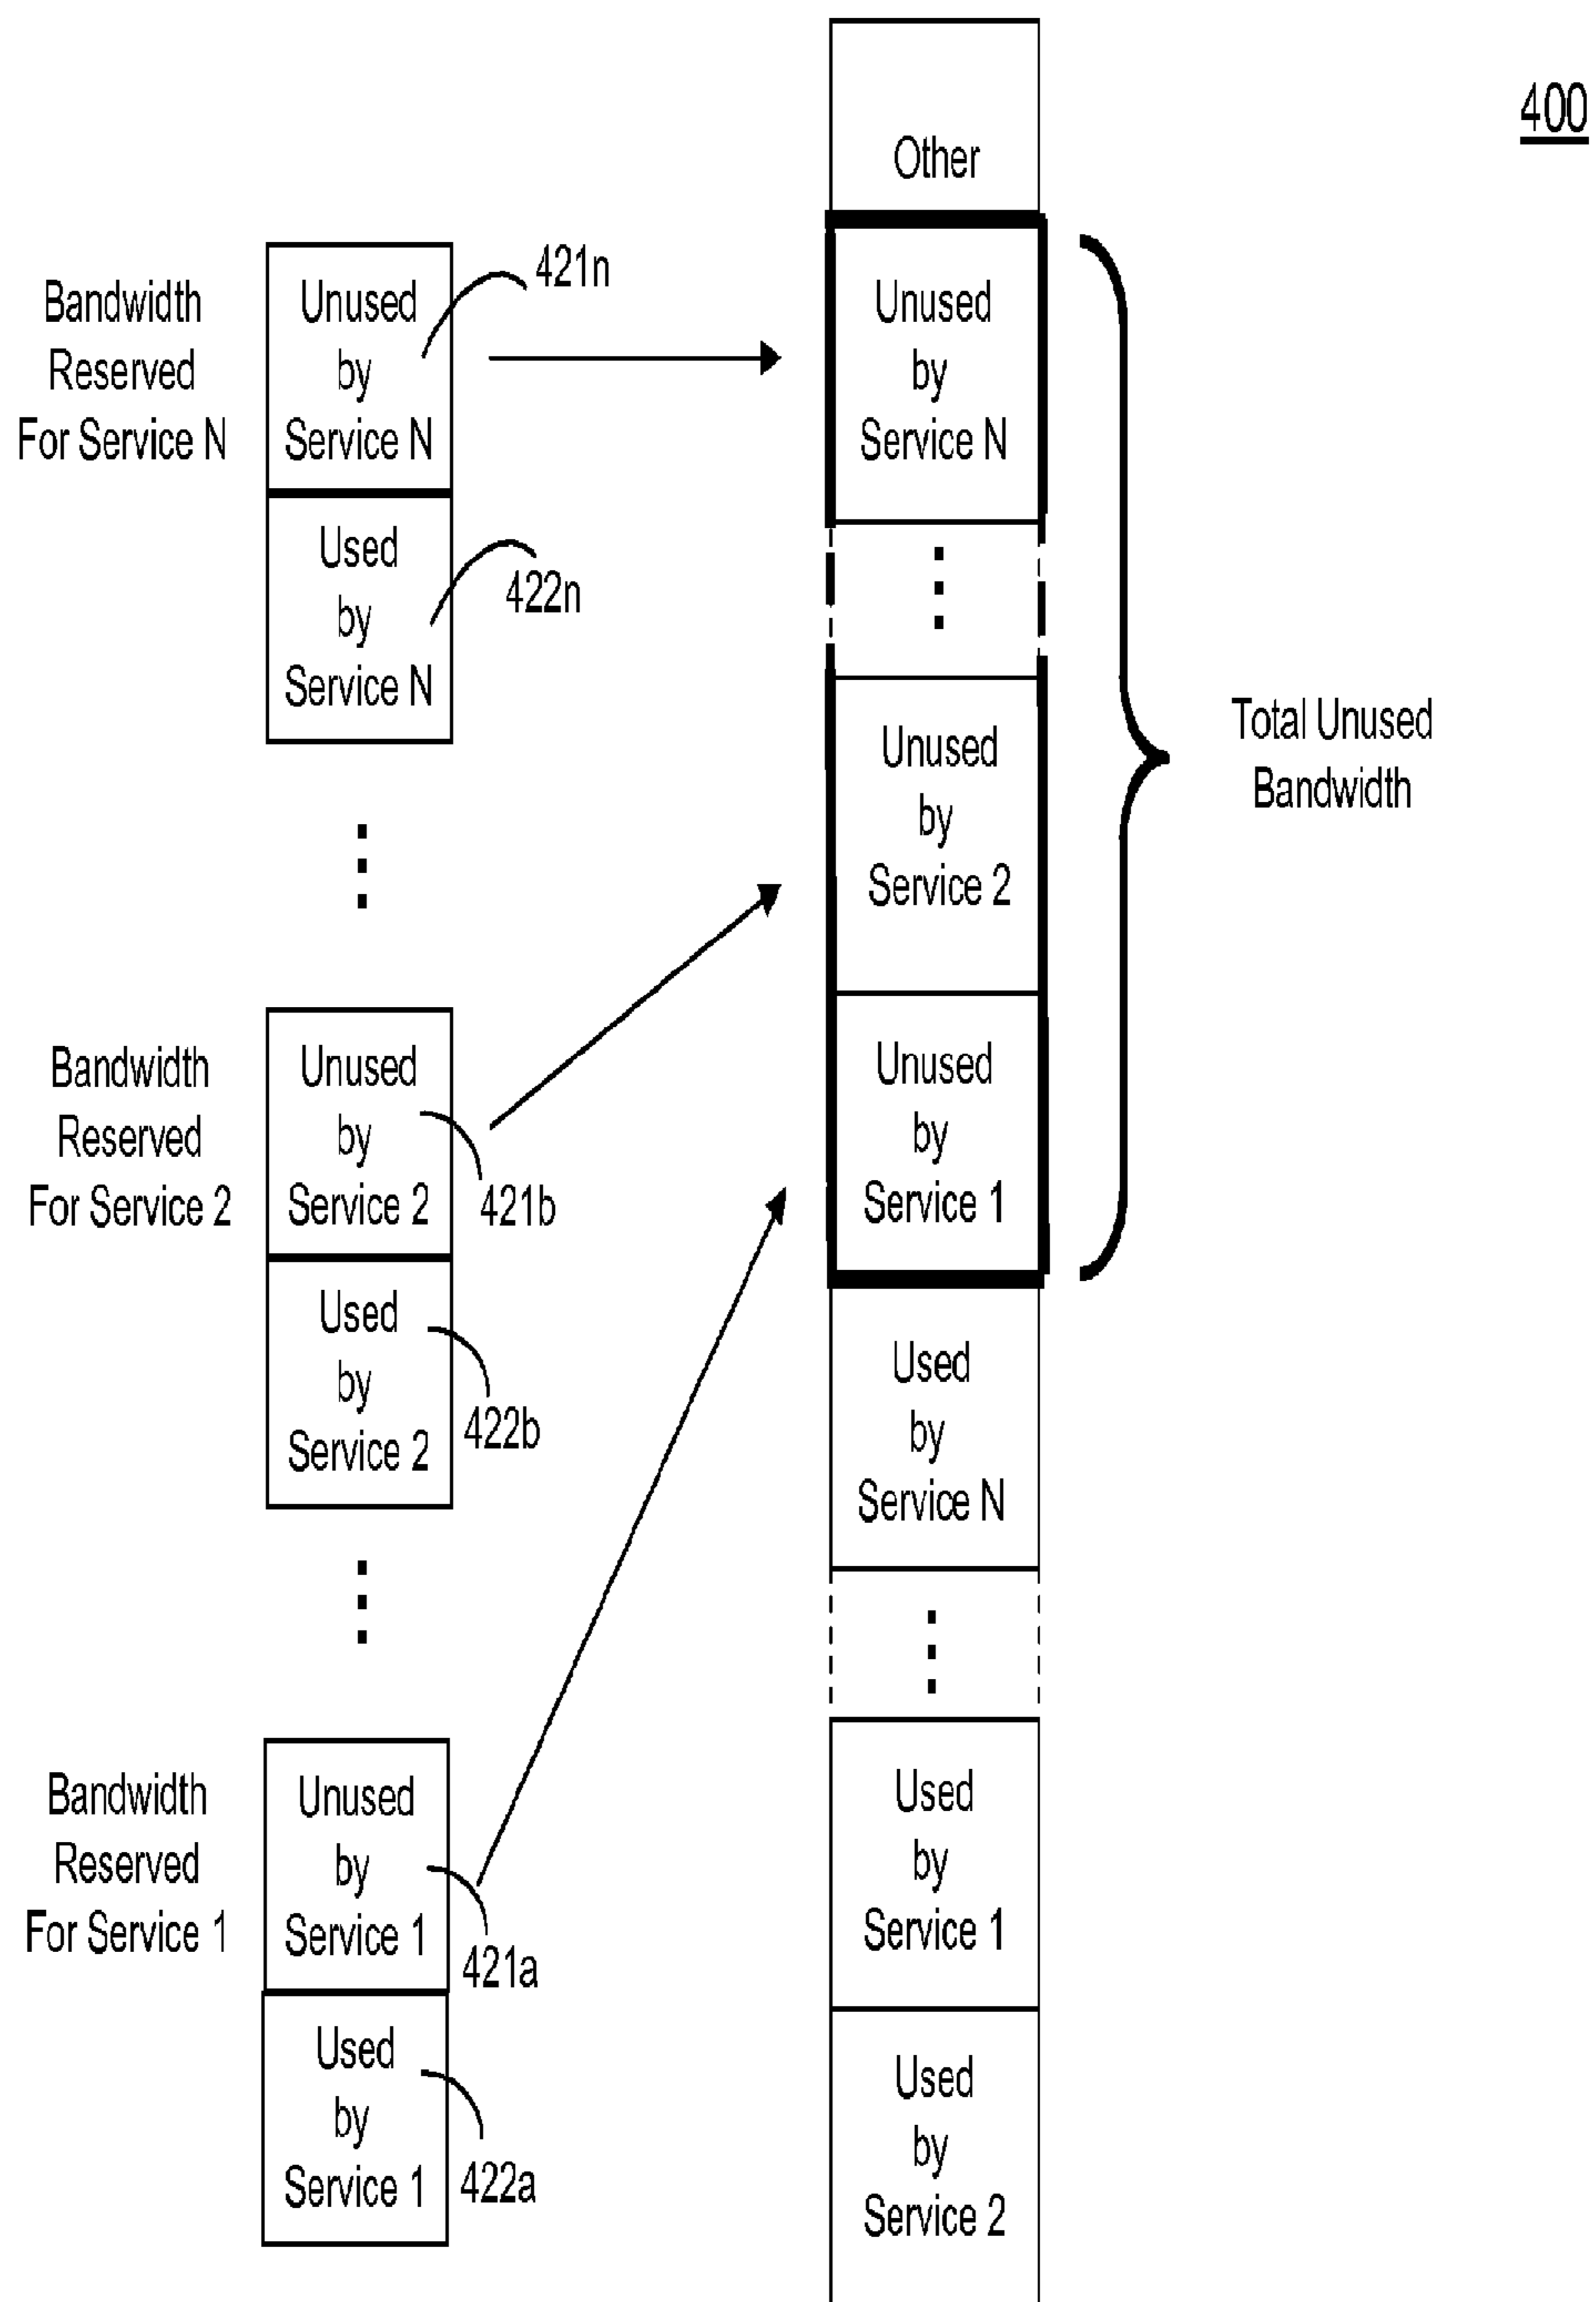 400
Bandwidth
Reserved
For Service N
Unused
by
Service N
421n
Used
by
Service N
422n
Bandwidth
Reserved
For Service 2
Unused
by
Service 2
421b
Used
by
Service 2
422b
Bandwidth
Reserved
For Service 1
Unused
by
Service 1
421a
Used
by
Service 1
422a
Other
Unused
by
Service N
Unused
by
Service 2
Unused
by
Service 1
Used
by
Service N
Used
by
Service 1
Used
by
Service 2
Total Unused
Bandwidth